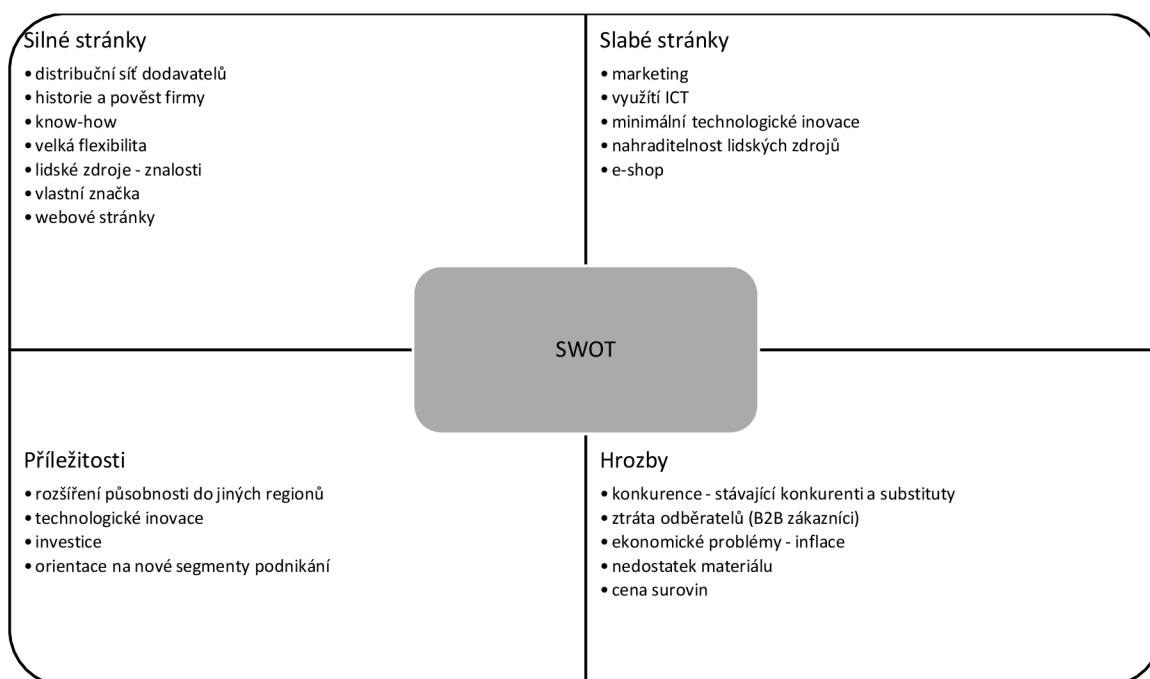 Silné stránky
• distribuční síť dodavatelů
• historie a pověst firmy
• know-how
• velká flexibilita
• lidské zdroje - znalosti
• vlastní značka
• webové stránky
Slabé stránky
• marketing
• využítí ICT
• minimální technologické inovace
• nahraditelnost lidských zdrojů
• e-shop
SWOT
Příležitosti
• rozšíření působnosti do jiných regionů
• technologické inovace
• investice
• orientace na nové segmenty podnikání
Hrozby
• konkurence - stávající konkurenti a substituty
• ztráta odběratelů (B2B zákazníci)
• ekonomické problémy - inflace
• nedostatek materiálu
• cena surovin